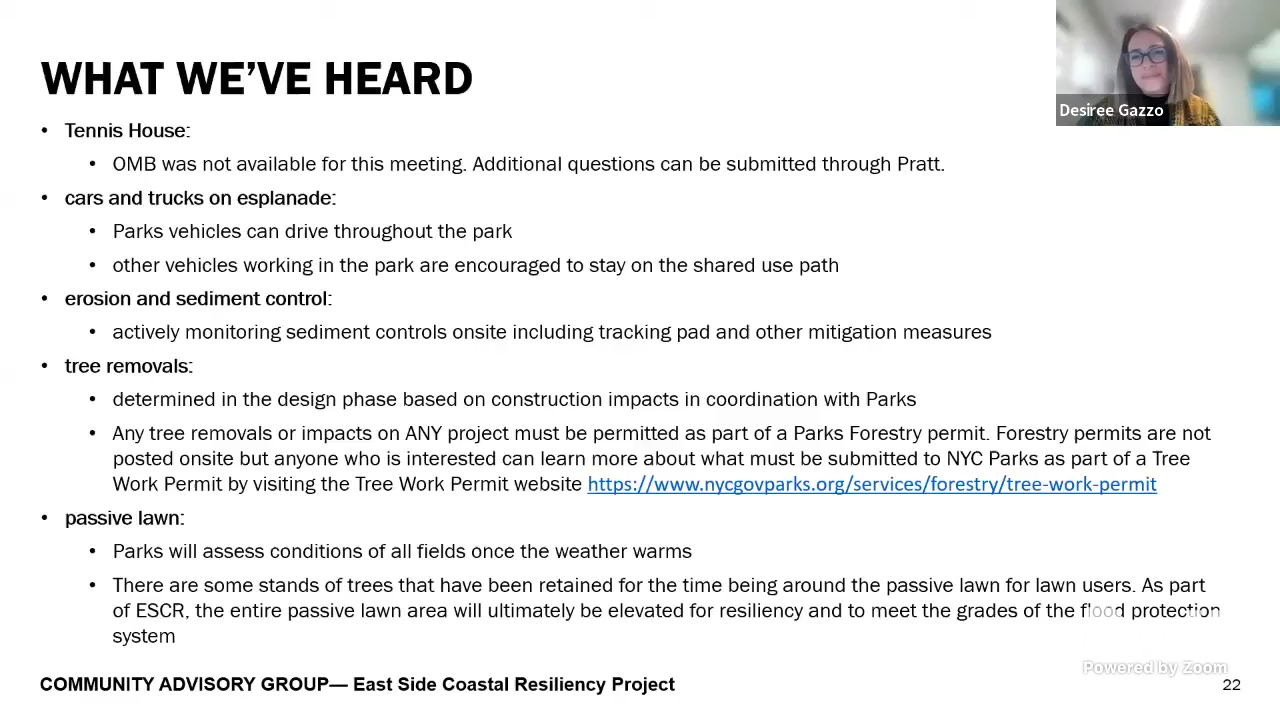 WHAT WE'VE HEARD
Desiree Gazzo
• Tennis House:
• OMB was not available for this meeting. Additional questions can be submitted through Pratt.
• cars and trucks on esplanade:
• Parks vehicles can drive throughout the park
• other vehicles working in the park are encouraged to stay on the shared use path
• erosion and sediment control:
• actively monitoring sediment controls onsite including tracking pad and other mitigation measures
• tree removals:
• determined in the design phase based on construction impacts in coordination with Parks
• Any tree removals or impacts on ANY project must be permitted as part of a Parks Forestry permit. Forestry permits are not
posted onsite but anyone who is interested can learn more about what must be submitted to NYC Parks as part of a Tree
Work Permit by visiting the Tree Work Permit website https://www.nycgovparks.org/services/forestry/tree-work-permit
• passive lawn:
• Parks will assess conditions of all fields once the weather warms
• There are some stands of trees that have been retained for the time being around the passive lawn for lawn users. As part
of ESCR, the entire passive lawn area will ultimately be elevated for resiliency and to meet the grades of the flood protection
system
Powered by Zoom
COMMUNITY ADVISORY GROUP— East Side Coastal Resiliency Project
22